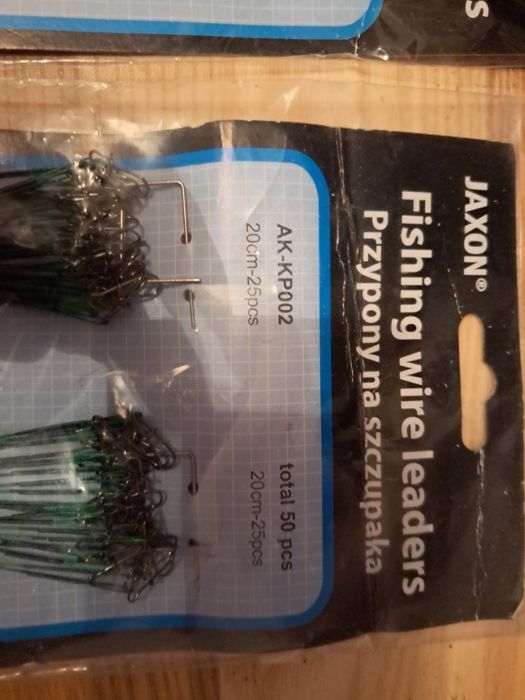 JAXON®
Fishing wire leaders
Przypony na szczupaka
AK-KP002
20cm-25pcs
total 50 pcs
20cm-25pcs
S